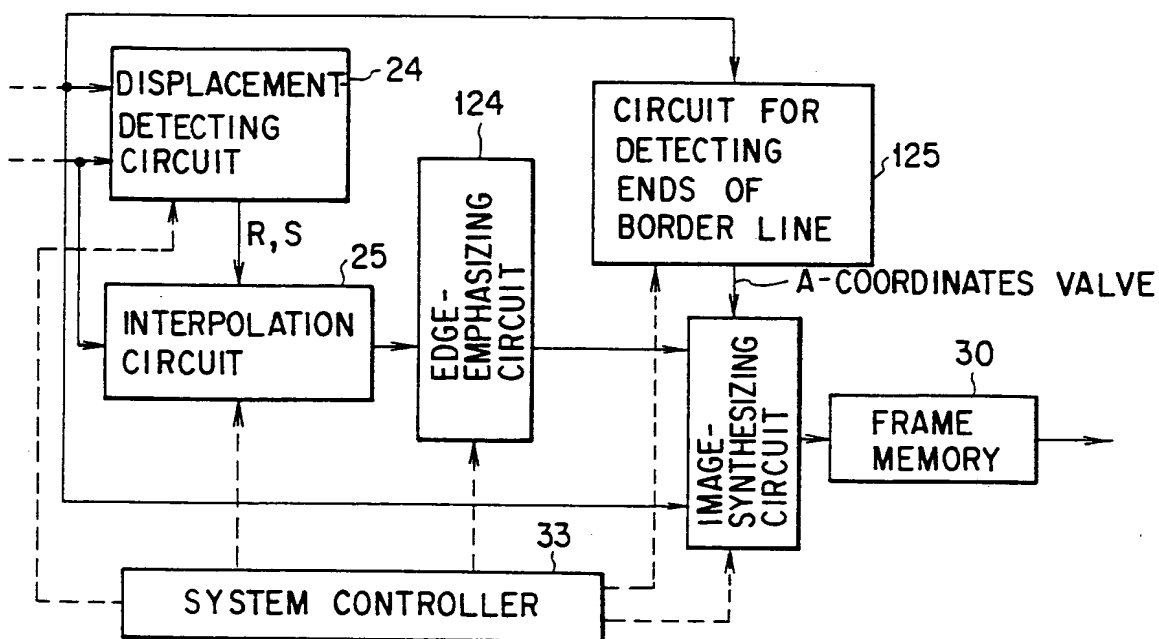 DISPLACEMENT
DETECTING
CIRCUIT
24
R,S
INTERPOLATION
CIRCUIT
25
124
EDGE-
EMPHASIZING
CIRCUIT
CIRCUIT FOR
DETECTING
ENDS OF
BORDER LINE
125
A-COORDINATES VALVE
IMAGE-
SYNTHESIZING
CIRCUIT
30
FRAME
MEMORY
33
SYSTEM CONTROLLER